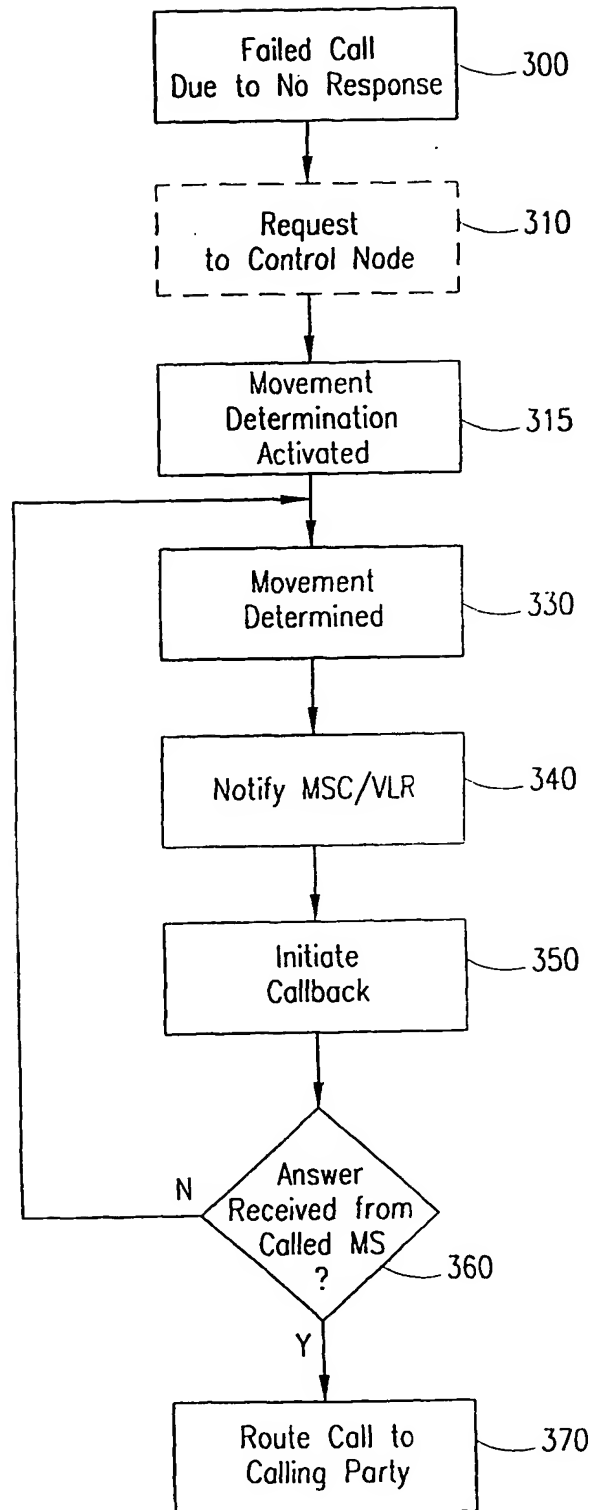 Failed Call
Due to No Response
300
Request
to Control Node
310
Movement
Determination
Activated
315
Movement
Determined
330
Notify MSC/VLR
340
Initiate
Callback
350
Answer
Received from
Called MS
?
360
N
Y
Route Call to
Calling Party
370